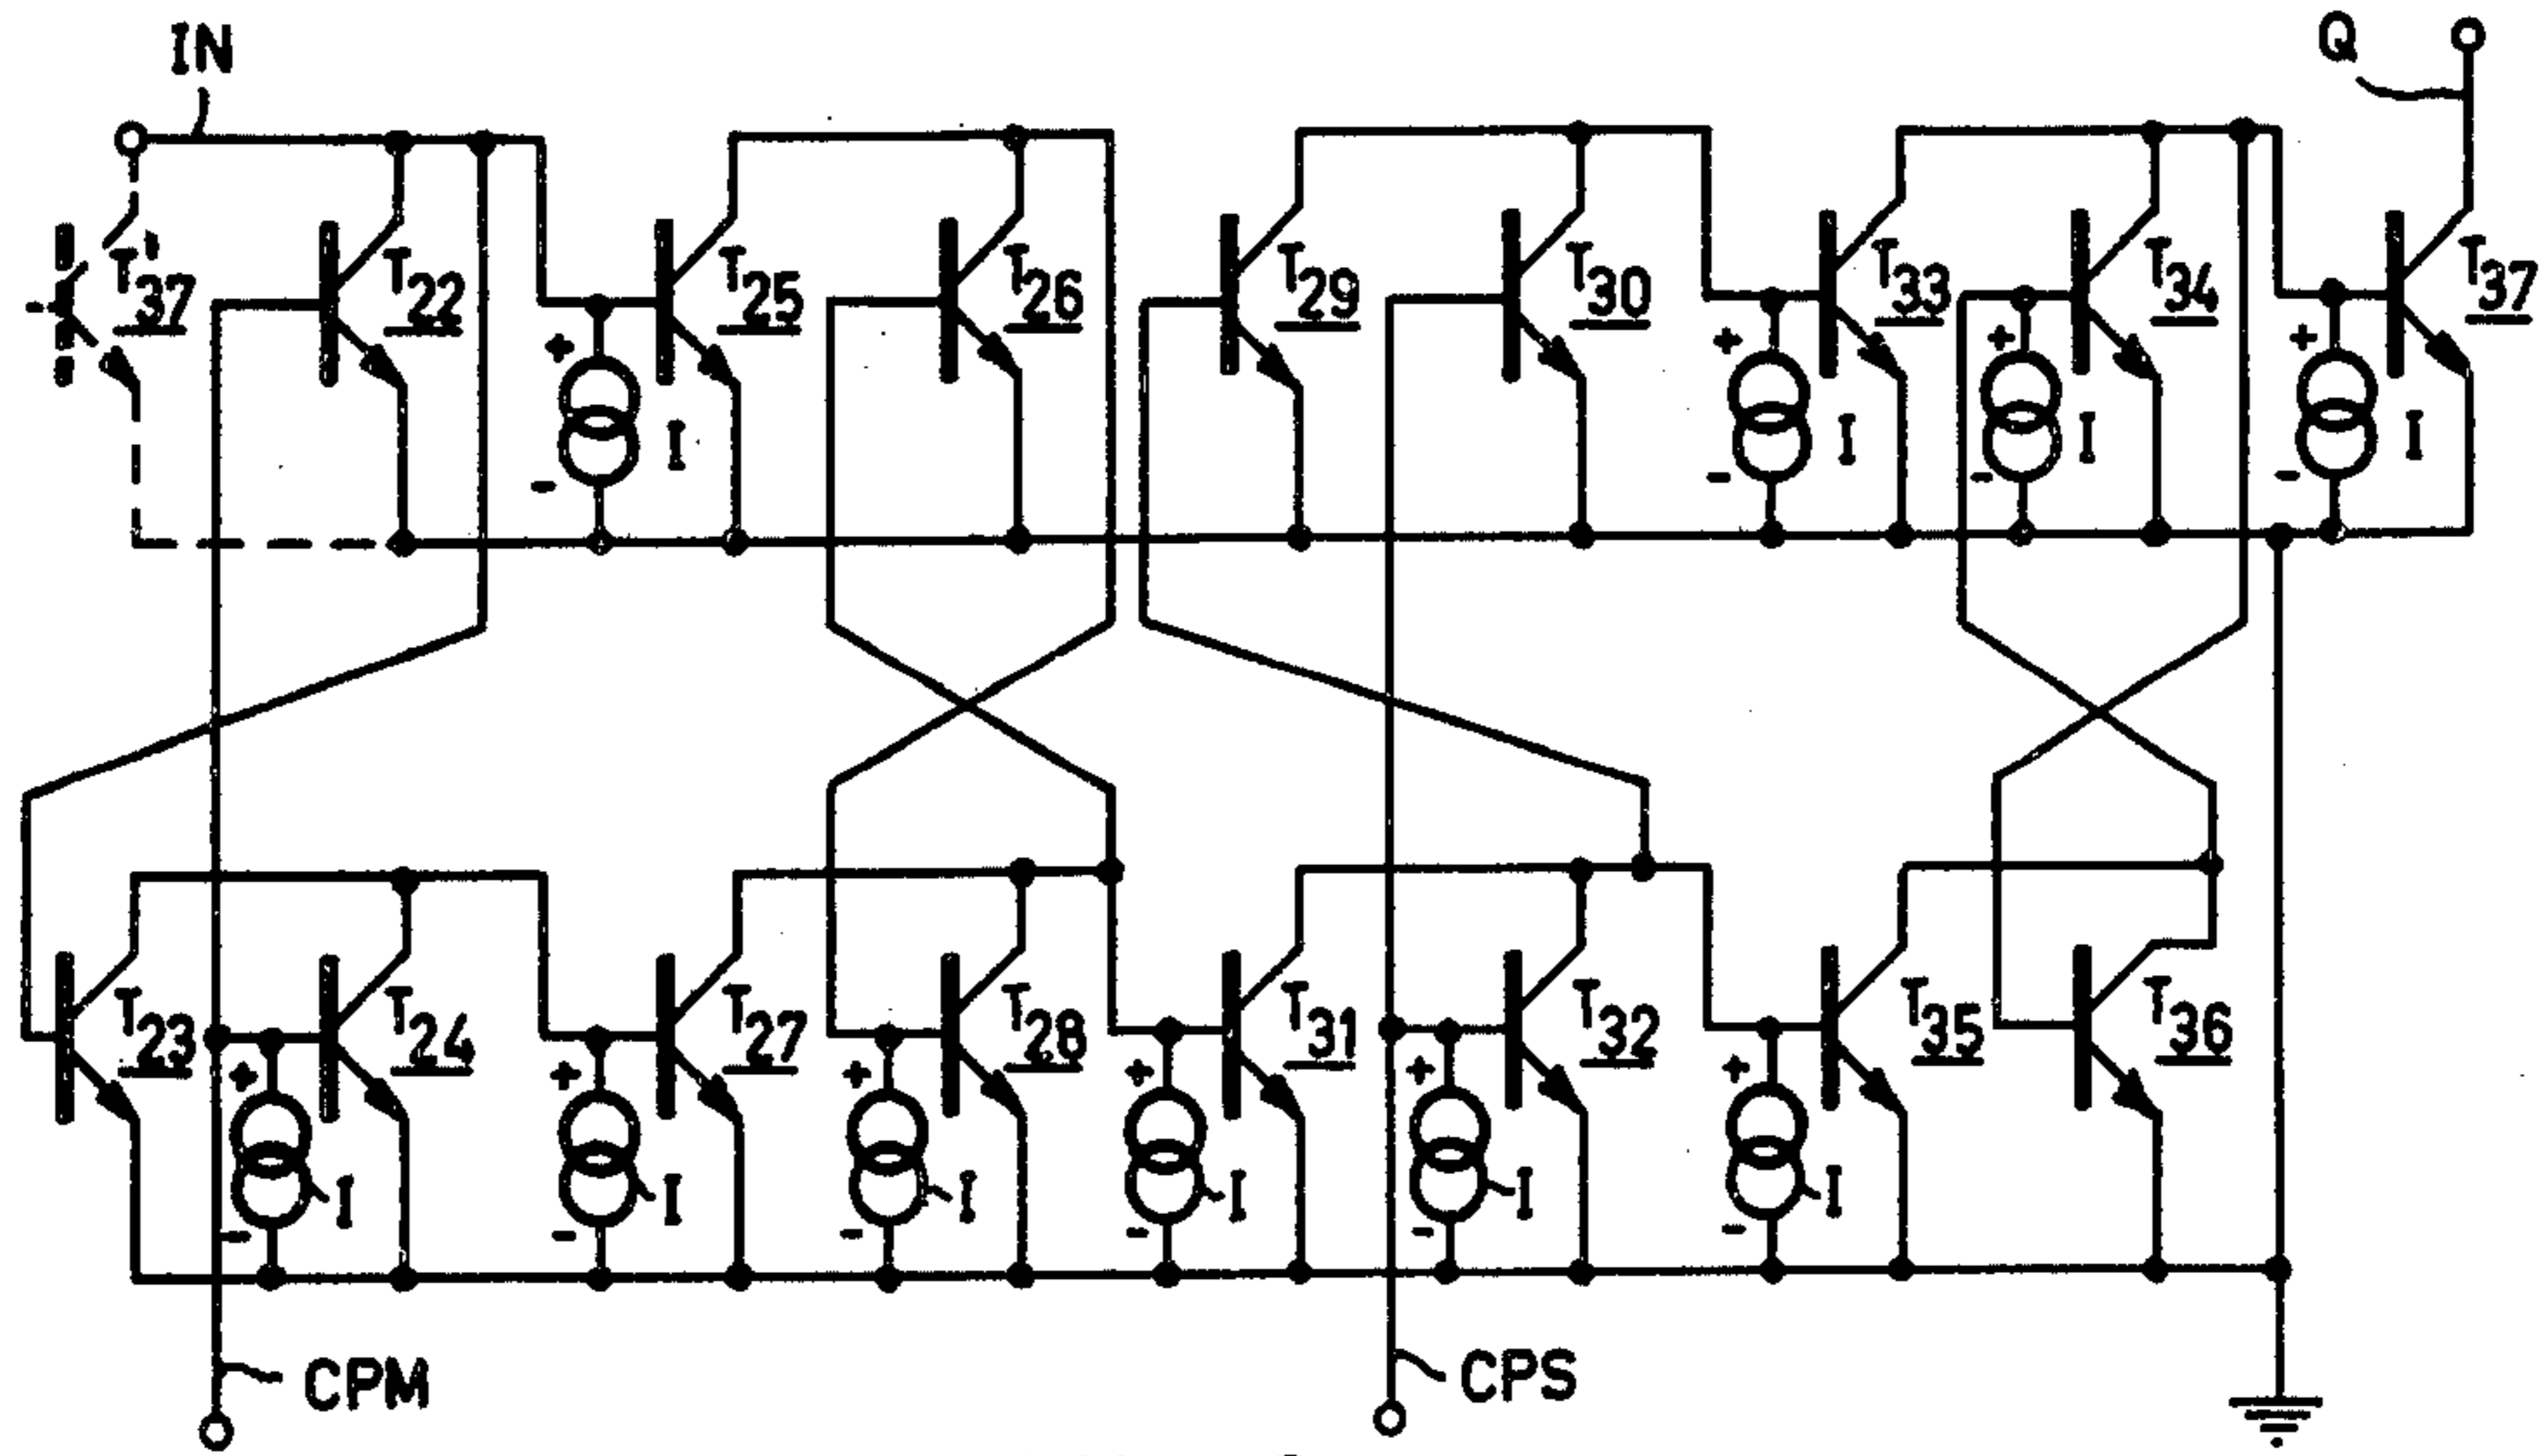 IN
Q
T'37
T22
T25
T26
T29
T30
T33
T34
T37
+
+
+
+
I
I
I
I
-
-
-
-
T23
T24
T27
T28
T31
T32
T35
T36
+
+
+
+
+
+
I
I
I
I
I
I
-
-
-
-
-
-
CPM
CPS